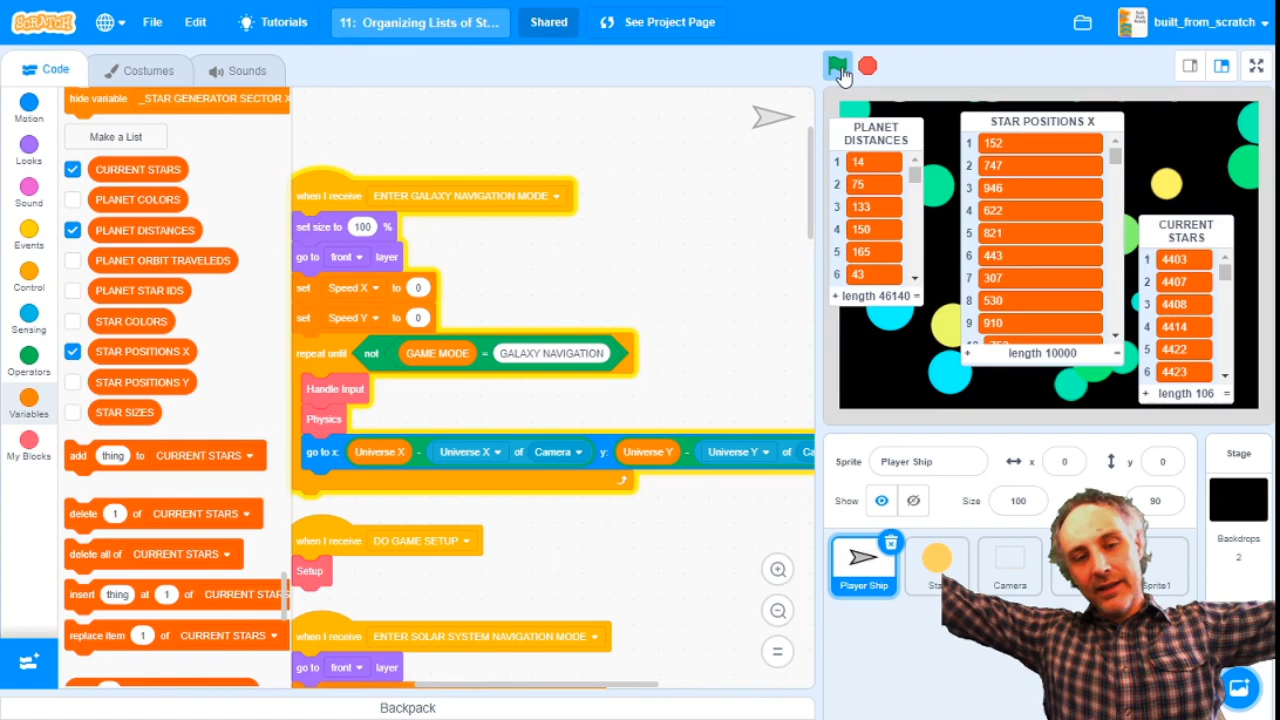 SCRATCH
File
Edit
Tutorials
11: Organizing Lists of St...
Shared
See Project Page
built_from_scratch
Code
Costumes
Sounds
Motion
Looks
Sound
Events
Control
Sensing
Operators
Variables
My Blocks
hide variable _STAR GENERATOR SECTOR X
Make a List
CURRENT STARS
PLANET COLORS
PLANET DISTANCES
PLANET ORBIT TRAVELEDS
PLANET STAR IDS
STAR COLORS
STAR POSITIONS X
STAR POSITIONS Y
STAR SIZES
add thing to CURRENT STARS
delete 1 of CURRENT STARS
delete all of CURRENT STARS
insert thing at 1 of CURRENT STARS
replace item 1 of CURRENT STARS
when I receive ENTER GALAXY NAVIGATION MODE
set size to 100 %
go to front layer
set Speed X to 0
set Speed Y to 0
repeat until not GAME MODE = GALAXY NAVIGATION
Handle Input
Physics
go to x: Universe X - Universe X of Camera y: Universe Y - Universe Y of Ca
when I receive DO GAME SETUP
Setup
when I receive ENTER SOLAR SYSTEM NAVIGATION MODE
go to front layer
Backpack
PLANET
DISTANCES
1 14
2 75
3 133
4 150
5 165
6 43
+ length 46140 =
STAR POSITIONS X
1 152
2 747
3 946
4 622
5 821
6 443
7 307
8 530
9 910
+ length 10000 =
CURRENT
STARS
1 4403
2 4407
3 4408
4 4414
5 4422
6 4423
+ length 106 =
Sprite Player Ship x 0 y 0
Show Size 100 90
Player Ship
Camera
Sprite1
Stage
Backdrops
2